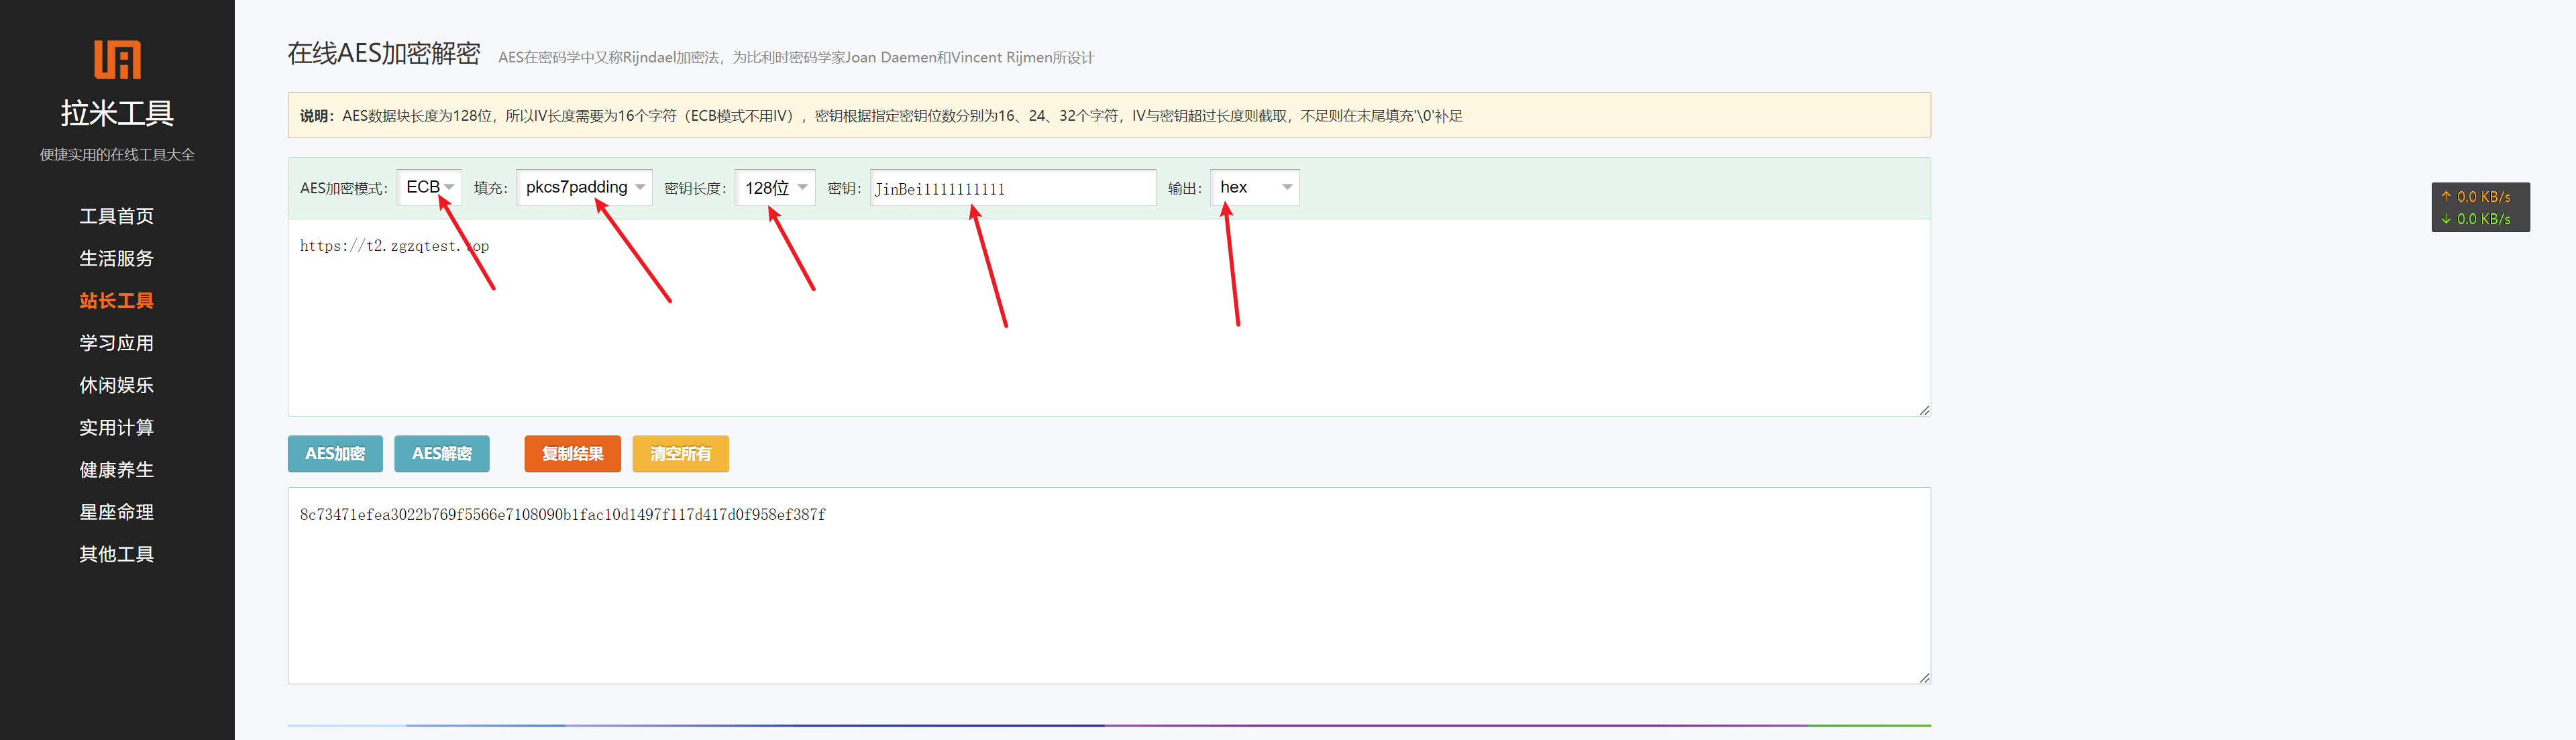 拉米工具
便捷实用的在线工具大全
工具首页
生活服务
站长工具
学习应用
休闲娱乐
实用计算
健康养生
星座命理
其他工具
在线AES加密解密 AES在密码学中又称Rijndael加密法，为比利时密码学家Joan Daemen和Vincent Rijmen所设计
说明：AES数据块长度为128位，所以IV长度需要为16个字符（ECB模式不用IV），密钥根据指定密钥位数分别为16、24、32个字符，IV与密钥超过长度则截取，不足则在末尾填充'\0'补足
AES加密模式： ECB 填充： pkcs7padding 密钥长度： 128位 密钥： JinBei1111111111 输出： hex
https://t2.zgzqtest.top
AES加密 AES解密 复制结果 清空所有
8c73471efea3022b769f5566e7108090b1fac10d1497f117d417d0f958ef387f
↑ 0.0 KB/s
↓ 0.0 KB/s